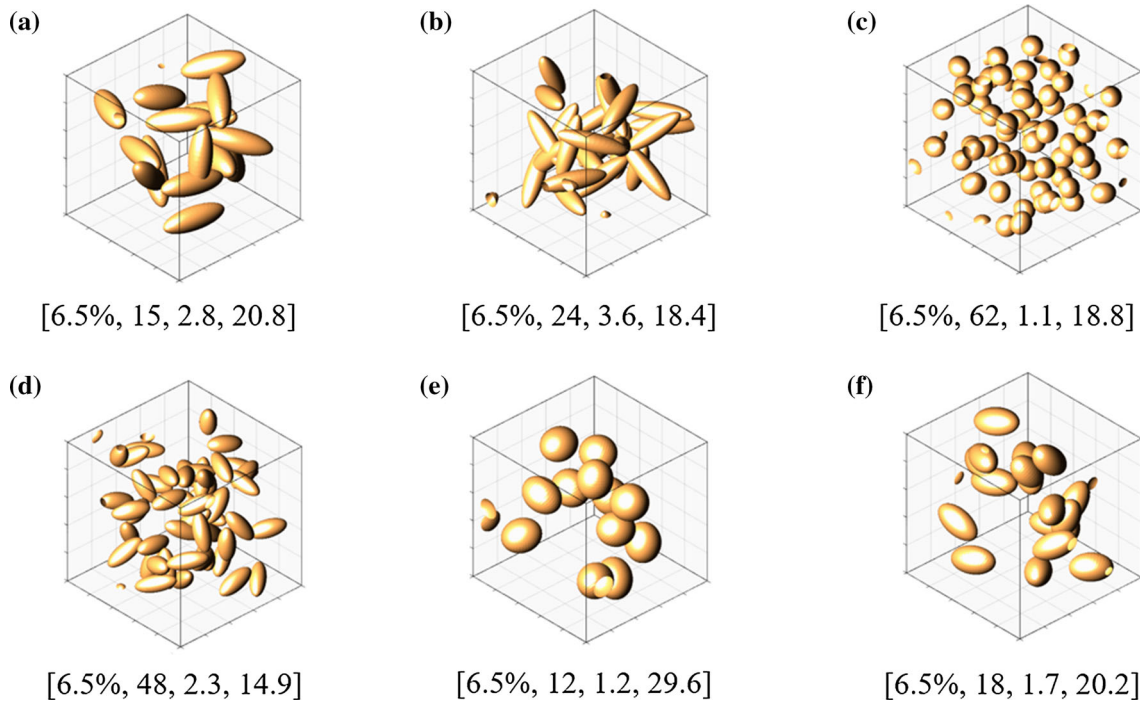 (a)
(b)
(c)
[6.5%, 15, 2.8, 20.8]
[6.5%, 24, 3.6, 18.4]
[6.5%, 62, 1.1, 18.8]
(d)
(e)
(f)
[6.5%, 48, 2.3, 14.9]
[6.5%, 12, 1.2, 29.6]
[6.5%, 18, 1.7, 20.2]